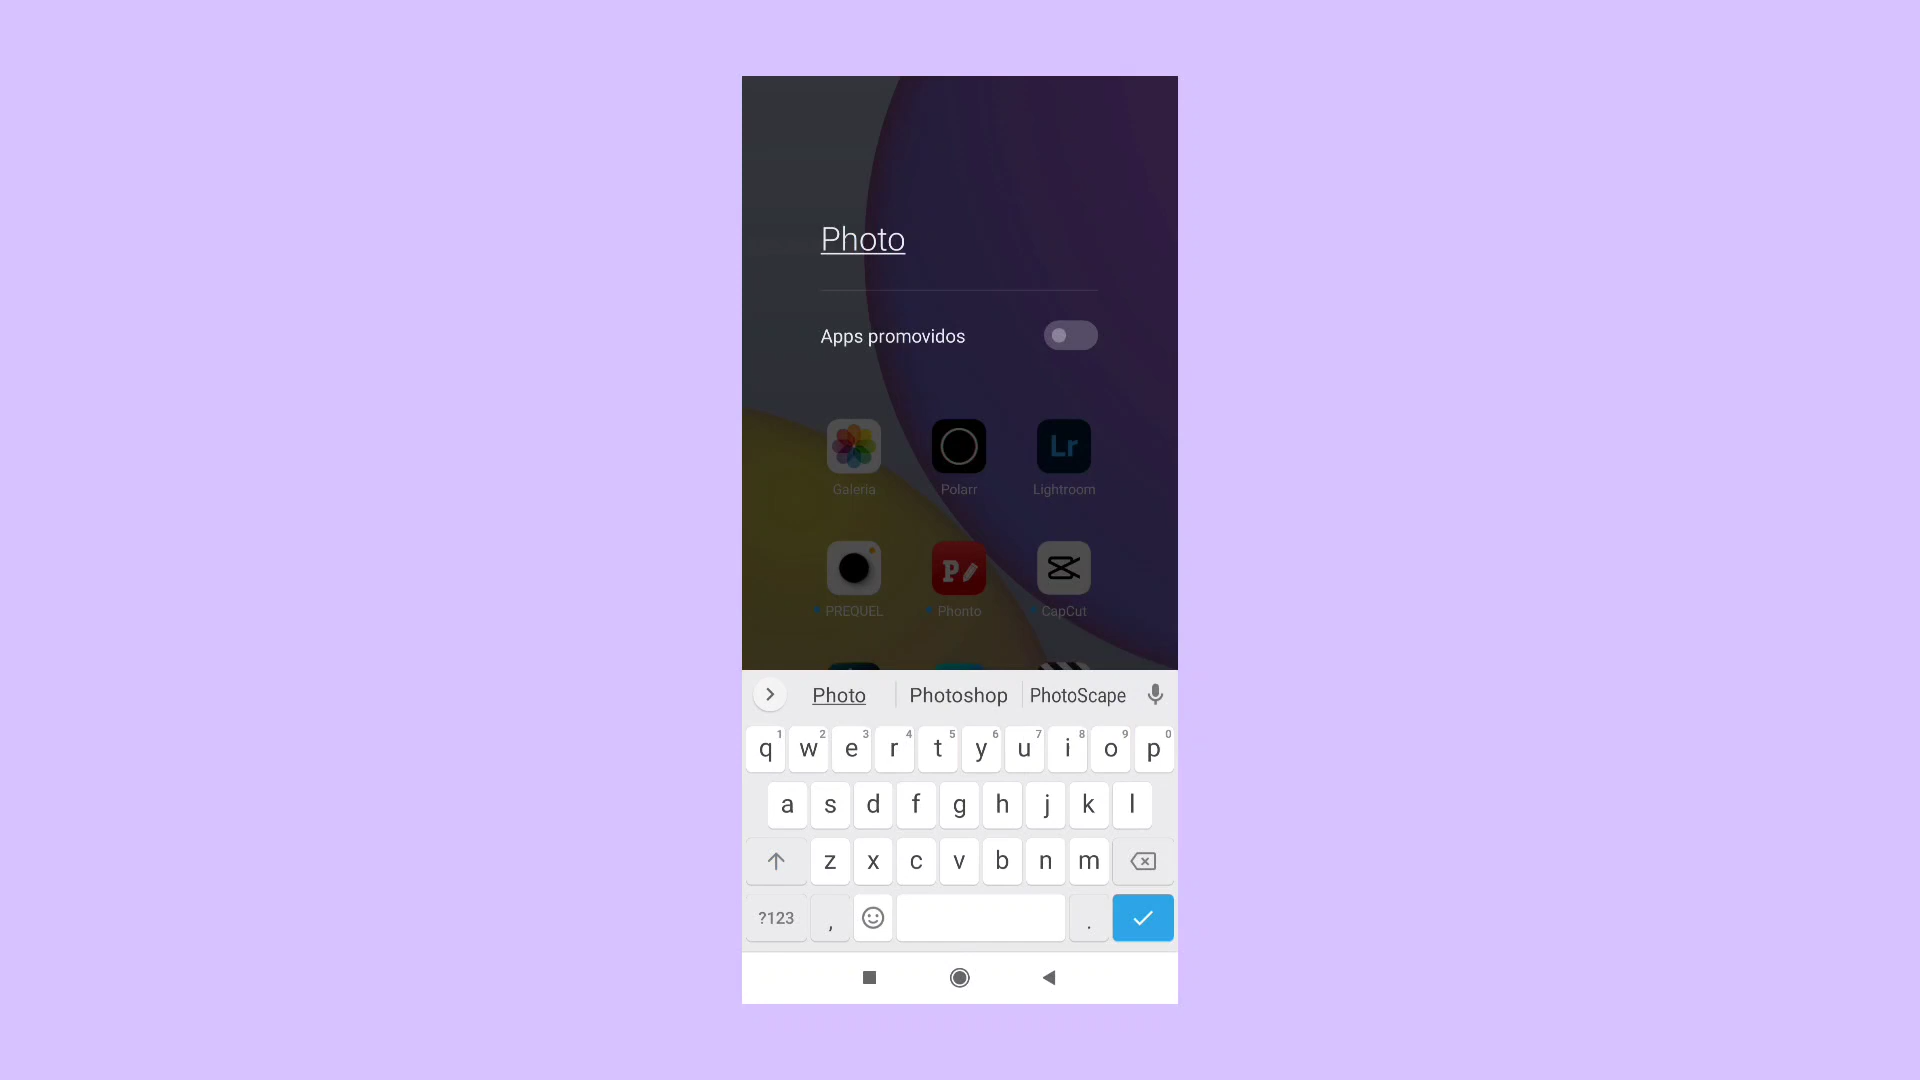 Photo
Apps promovidos
Lr
Galeria Polarr Lightroom
P
PREQUEL Phonto CapCut
Photo Photoshop PhotoScape
1 2 3 4 5 6 7 8 9 0
q w e r t y u i o p
a s d f g h j k l
z x c v b n m
?123 , .